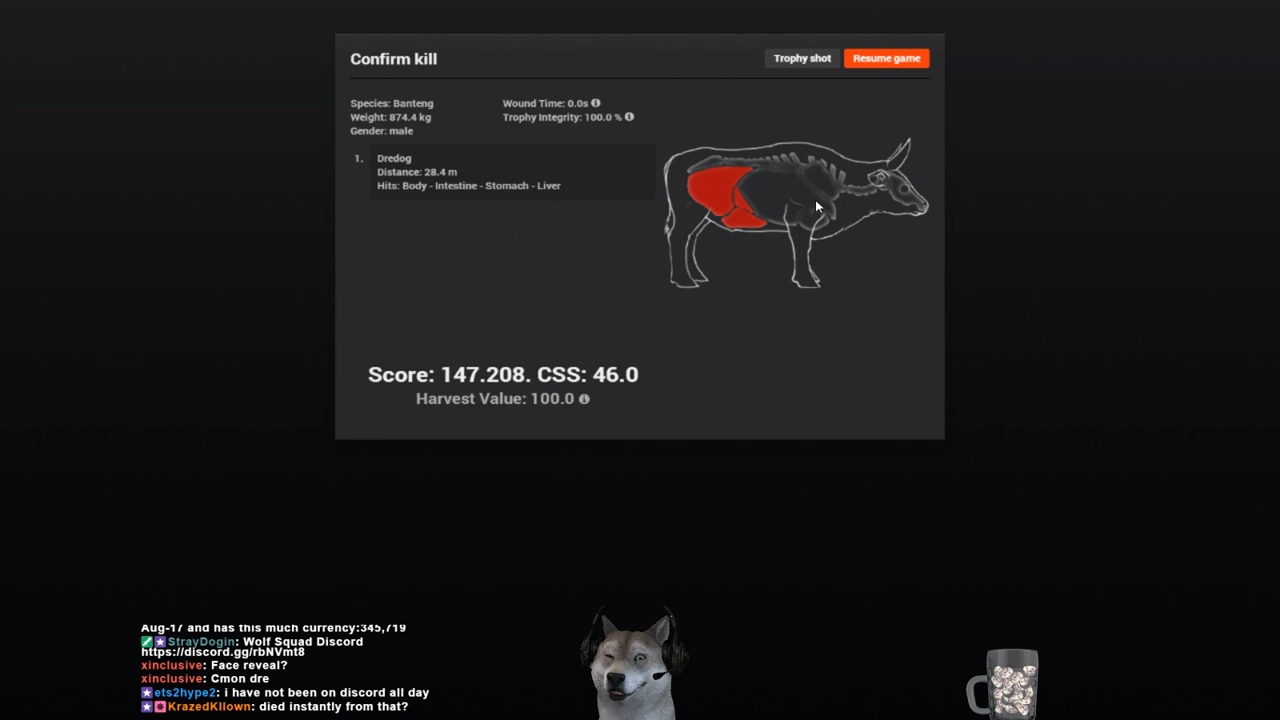 Confirm kill
Trophy shot
Resume game
Species: Banteng
Weight: 874.4 kg
Gender: male
Wound Time: 0.0s
Trophy Integrity: 100.0 %
1.
Dredog
Distance: 28.4 m
Hits: Body - Intestine - Stomach - Liver
Score: 147.208. CSS: 46.0
Harvest Value: 100.0
Aug-17 and has this much currency:345,719
StrayDogin: Wolf Squad Discord
https://discord.gg/rbNVmt8
xinclusive: Face reveal?
xinclusive: Cmon dre
ets2hype2: i have not been on discord all day
KrazedKllown: died instantly from that?